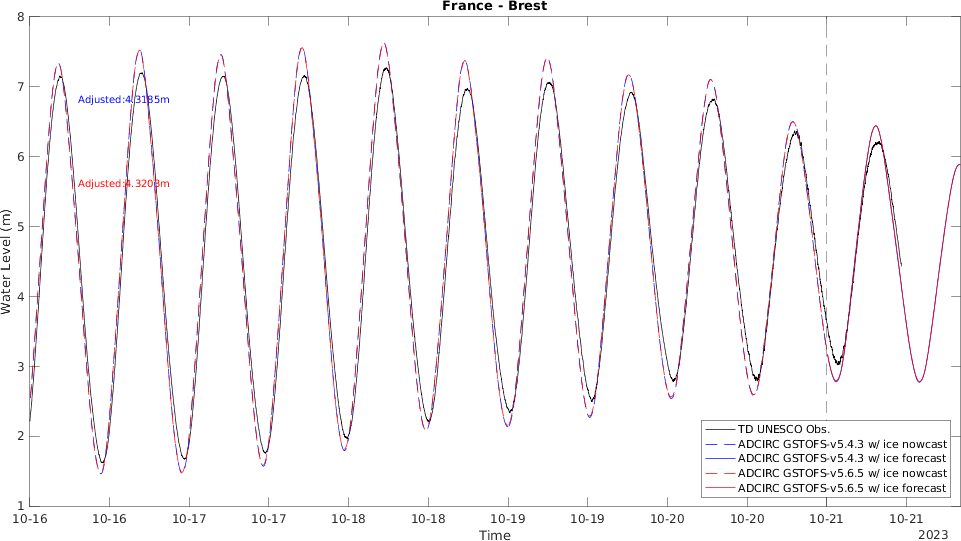 France - Brest
8
7
6
5
4
3
2
1
Water Level (m)
Adjusted:4.3185m
Adjusted:4.3203m
TD UNESCO Obs.
ADCIRC GSTOFS-v5.4.3 w/ ice nowcast
ADCIRC GSTOFS-v5.4.3 w/ ice forecast
ADCIRC GSTOFS-v5.6.5 w/ ice nowcast
ADCIRC GSTOFS-v5.6.5 w/ ice forecast
10-16 10-16 10-17 10-17 10-18 10-18 10-19 10-19 10-20 10-20 10-21 10-21
Time
2023